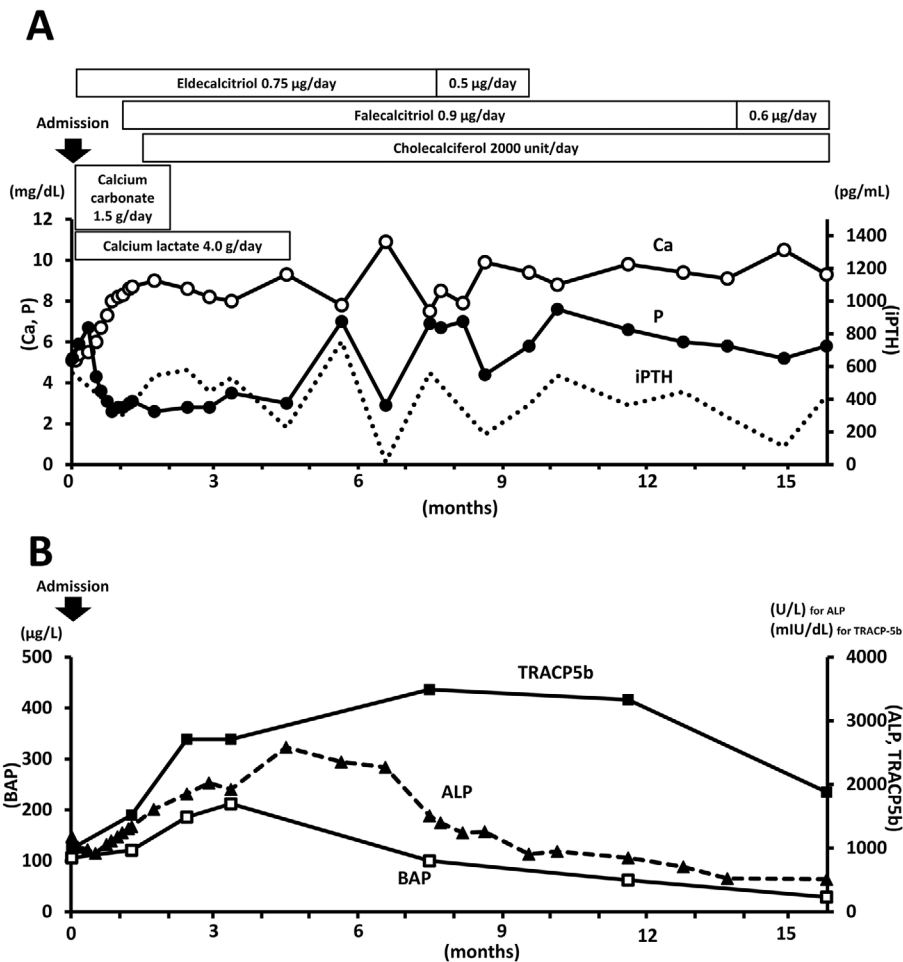 A
Eldecalcitriol 0.75 µg/day
0.5 µg/day
Falecalcitriol 0.9 µg/day
0.6 µg/day
Admission
Cholecalciferol 2000 unit/day
(mg/dL)
Calcium
carbonate
1.5 g/day
(pg/mL)
Calcium lactate 4.0 g/day
12
10
8
6
4
2
0
(Ca, P)
Ca
P
iPTH
1400
1200
1000
800
600
400
200
0
(iPTH)
0
3
6
9
12
15
(months)
B
Admission
(µg/L)
(U/L) for ALP
(mIU/dL) for TRACP-5b
500
400
300
200
100
0
(BAP)
TRACP5b
ALP
BAP
4000
3000
2000
1000
0
(ALP, TRACP5b)
0
3
6
9
12
15
(months)